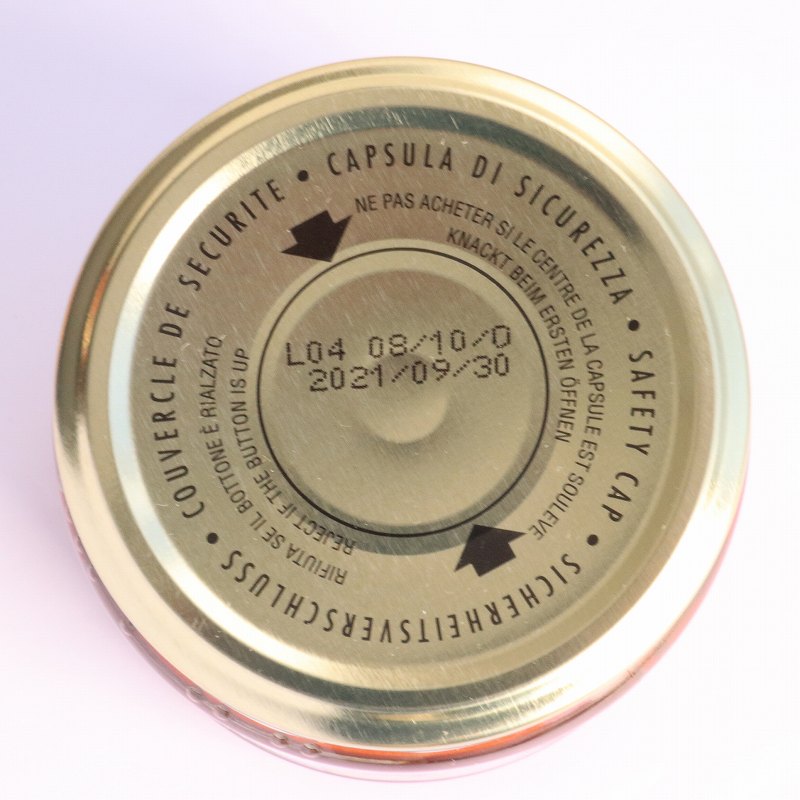 CAPSULA DI SICUREZZA • SAFETY CAP • SICHERHEITSVERSCHLUSS • COUVERCLE DE SECURITE •
NE PAS ACHETER SI LE CENTRE DE LA CAPSULE EST SOULEVE
KNACKT BEIM ERSTEN ÖFFNEN
RIFIUTA SE IL BOTTONE È RIALZATO
REJECT IF THE BUTTON IS UP
L04 08/10/O
2021/09/30